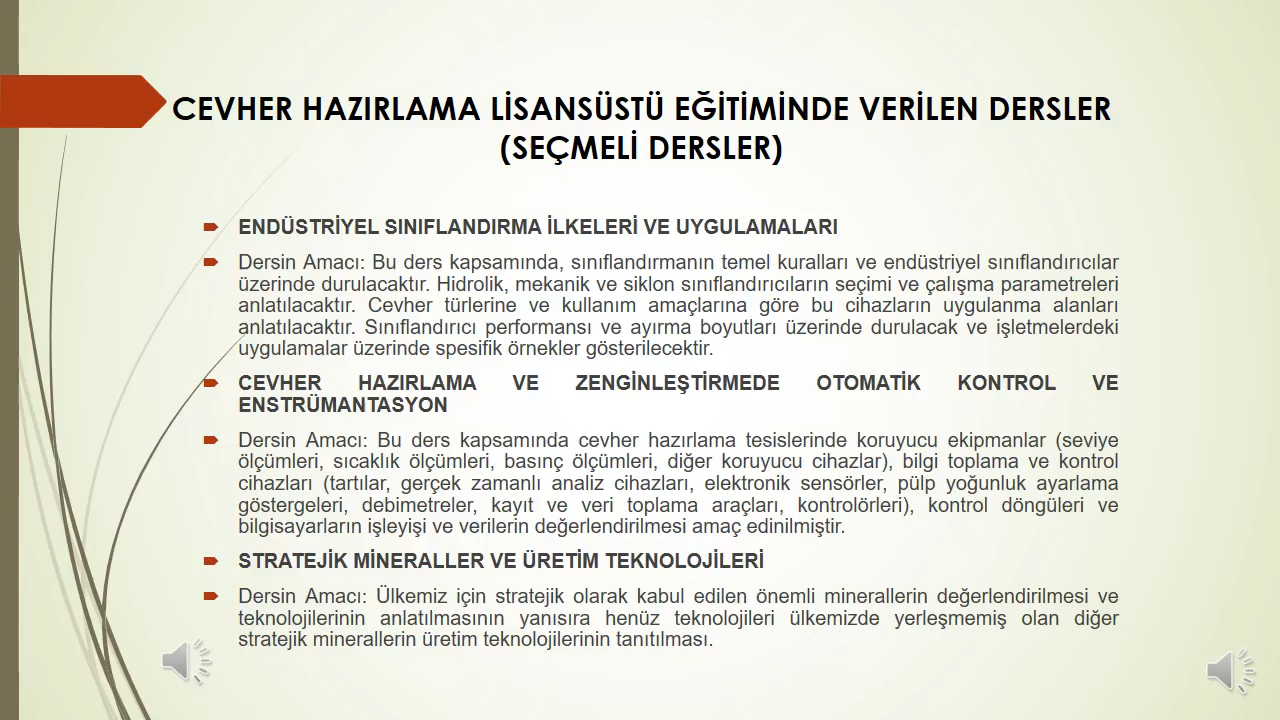 CEVHER HAZIRLAMA LİSANSÜSTÜ EĞİTİMİNDE VERİLEN DERSLER
(SEÇMELİ DERSLER)
ENDÜSTRİYEL SINIFLANDIRMA İLKELERİ VE UYGULAMALARI
Dersin Amacı: Bu ders kapsamında, sınıflandırmanın temel kuralları ve endüstriyel sınıflandırıcılar
üzerinde durulacaktır. Hidrolik, mekanik ve siklon sınıflandırıcıların seçimi ve çalışma parametreleri
anlatılacaktır. Cevher türlerine ve kullanım amaçlarına göre bu cihazların uygulanma alanları
anlatılacaktır. Sınıflandırıcı performansı ve ayırma boyutları üzerinde durulacak ve işletmelerdeki
uygulamalar üzerinde spesifik örnekler gösterilecektir.
CEVHER HAZIRLAMA VE ZENGİNLEŞTİRMEDE OTOMATİK KONTROL VE
ENSTRÜMANTASYON
Dersin Amacı: Bu ders kapsamında cevher hazırlama tesislerinde koruyucu ekipmanlar (seviye
ölçümleri, sıcaklık ölçümleri, basınç ölçümleri, diğer koruyucu cihazlar), bilgi toplama ve kontrol
cihazları (tartılar, gerçek zamanlı analiz cihazları, elektronik sensörler, pülp yoğunluk ayarlama
göstergeleri, debimetreler, kayıt ve veri toplama araçları, kontrolörleri), kontrol döngüleri ve
bilgisayarların işleyişi ve verilerin değerlendirilmesi amaç edinilmiştir.
STRATEJİK MİNERALLER VE ÜRETİM TEKNOLOJİLERİ
Dersin Amacı: Ülkemiz için stratejik olarak kabul edilen önemli minerallerin değerlendirilmesi ve
teknolojilerinin anlatılmasının yanısıra henüz teknolojileri ülkemizde yerleşmemiş olan diğer
stratejik minerallerin üretim teknolojilerinin tanıtılması.